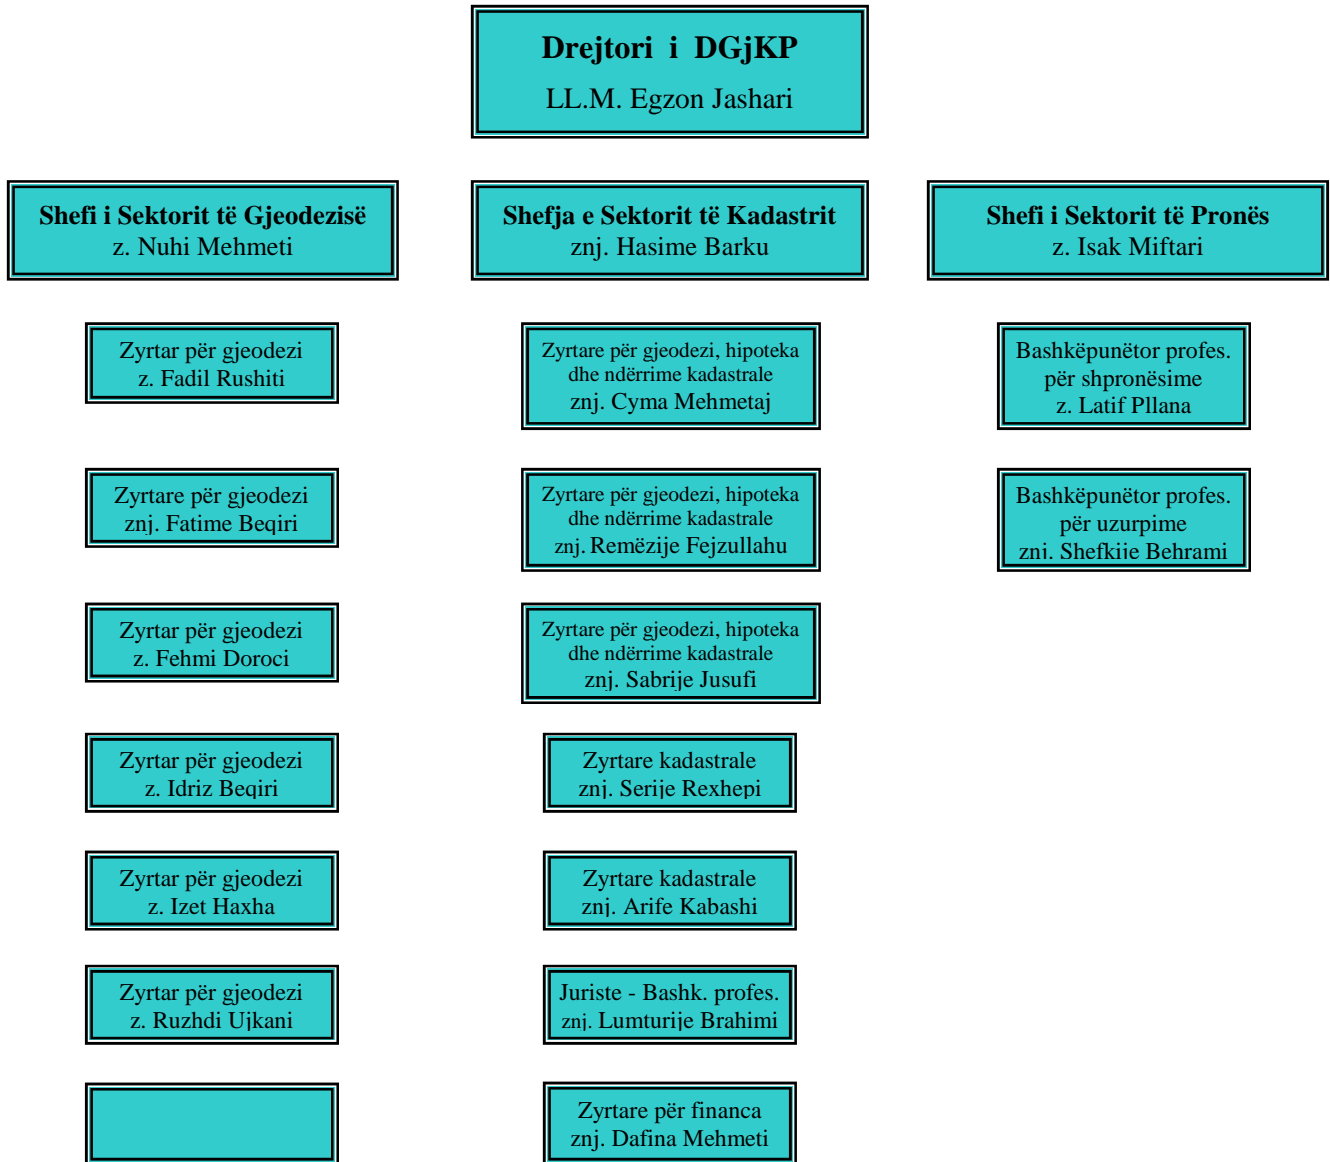 Drejtori i DGjKP
LL.M. Egzon Jashari
Shefi i Sektorit të Gjeodezisë
z. Nuhi Mehmeti
Shefja e Sektorit të Kadastrit
znj. Hasime Barku
Shefi i Sektorit të Pronës
z. Isak Miftari
Zyrtar për gjeodezi
z. Fadil Rushiti
Zyrtare për gjeodezi, hipoteka
dhe ndërrime kadastrale
znj. Cyma Mehmetaj
Bashkëpunëtor profes.
për shpronësime
z. Latif Pllana
Zyrtare për gjeodezi
znj. Fatime Beqiri
Zyrtare për gjeodezi, hipoteka
dhe ndërrime kadastrale
znj. Remëzije Fejzullahu
Bashkëpunëtor profes.
për uzurpime
znj. Shefkije Behrami
Zyrtar për gjeodezi
z. Fehmi Doroci
Zyrtare për gjeodezi, hipoteka
dhe ndërrime kadastrale
znj. Sabrije Jusufi
Zyrtar për gjeodezi
z. Idriz Beqiri
Zyrtare kadastrale
znj. Serije Rexhepi
Zyrtar për gjeodezi
z. Izet Haxha
Zyrtare kadastrale
znj. Arife Kabashi
Zyrtar për gjeodezi
z. Ruzhdi Ujkani
Juriste - Bashk. profes.
znj. Lumturije Brahimi
Zyrtare për financa
znj. Dafina Mehmeti